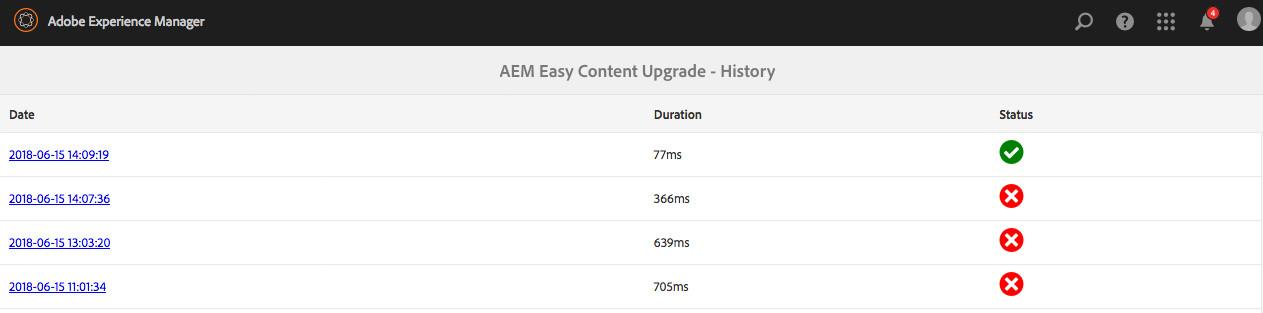 Adobe Experience Manager
4
AEM Easy Content Upgrade - History
Date Duration Status
2018-06-15 14:09:19 77ms
2018-06-15 14:07:36 366ms
2018-06-15 13:03:20 639ms
2018-06-15 11:01:34 705ms